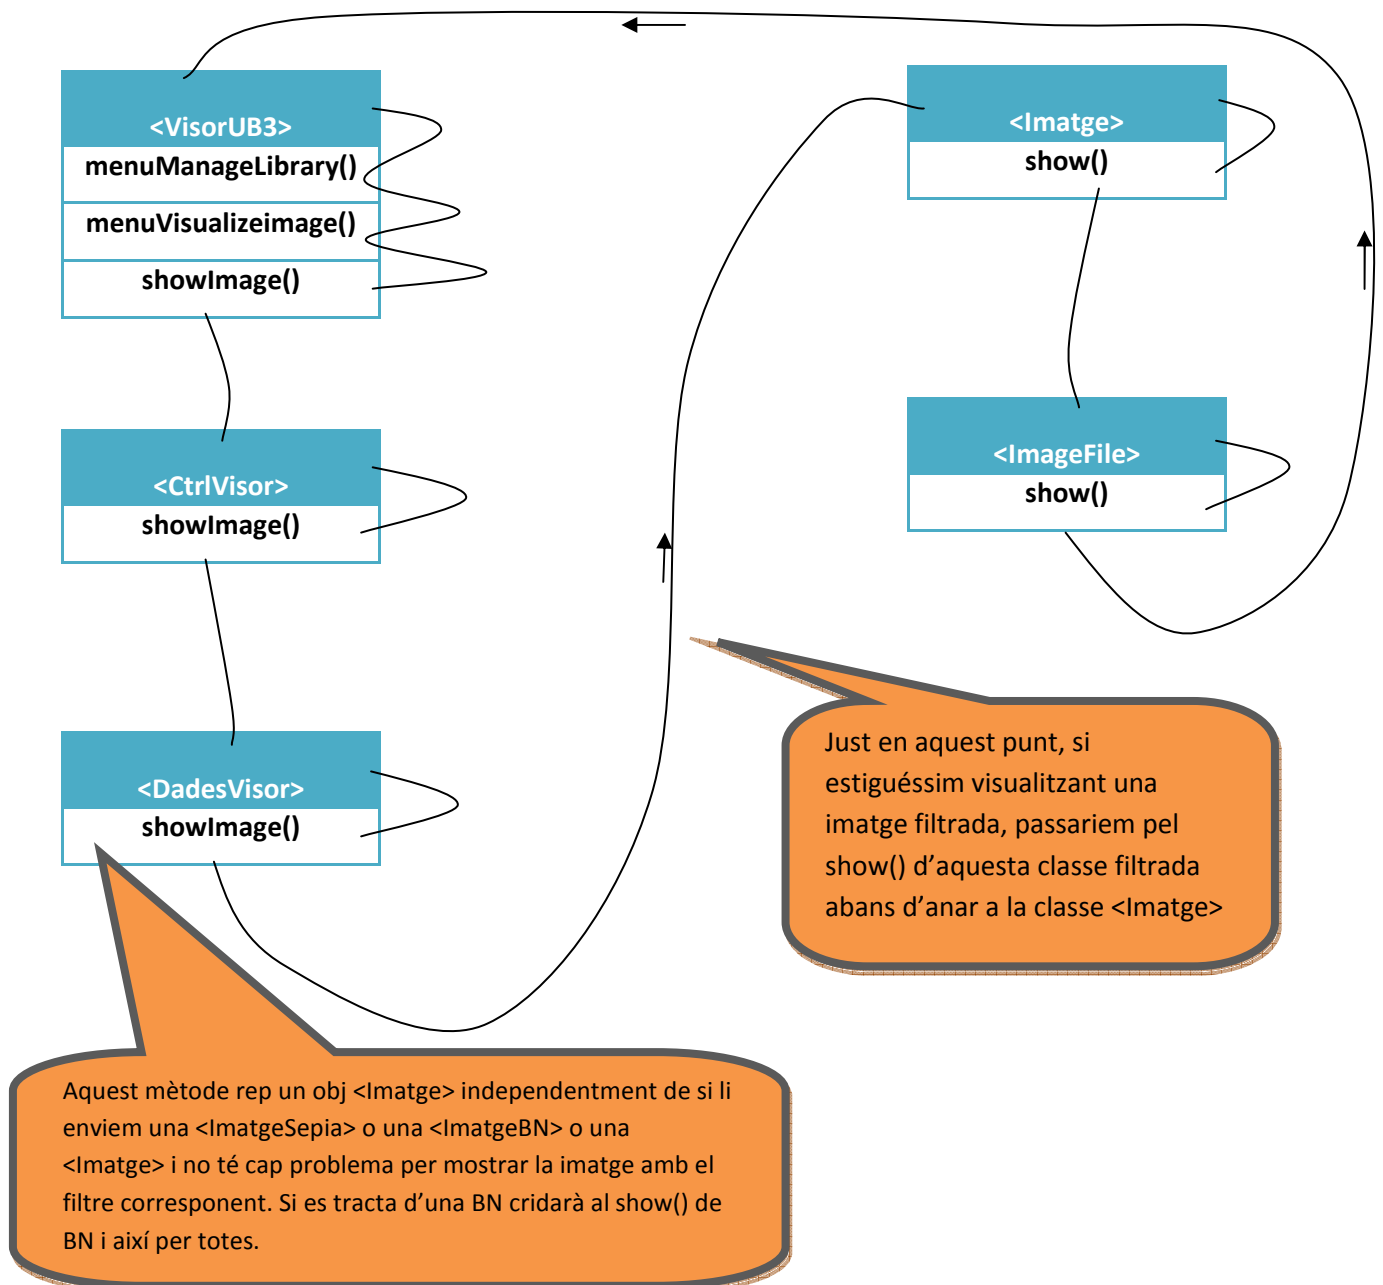 <VisorUB3>
menuManageLibrary()
menuVisualizeimage()
showImage()
<CtrlVisor>
showImage()
<DadesVisor>
showImage()
<Imatge>
show()
<ImageFile>
show()
Just en aquest punt, si
estiguéssim visualitzant una
imatge filtrada, passariem pel
show() d’aquesta classe filtrada
abans d’anar a la classe <Imatge>
Aquest mètode rep un obj <Imatge> independentment de si li
enviem una <ImatgeSepia> o una <ImatgeBN> o una
<Imatge> i no té cap problema per mostrar la imatge amb el
filtre corresponent. Si es tracta d’una BN cridarà al show() de
BN i així per totes.